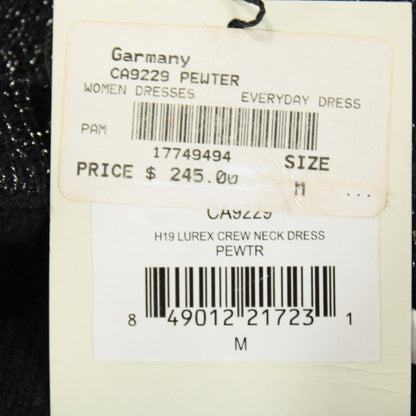 Garmany
CA9229 PEWTER
WOMEN DRESSES EVERYDAY DRESS
PAM
17749494 SIZE
PRICE $ 245.00 M ...
CA9229
H19 LUREX CREW NECK DRESS
PEWTR
8 49012 21723 1
M